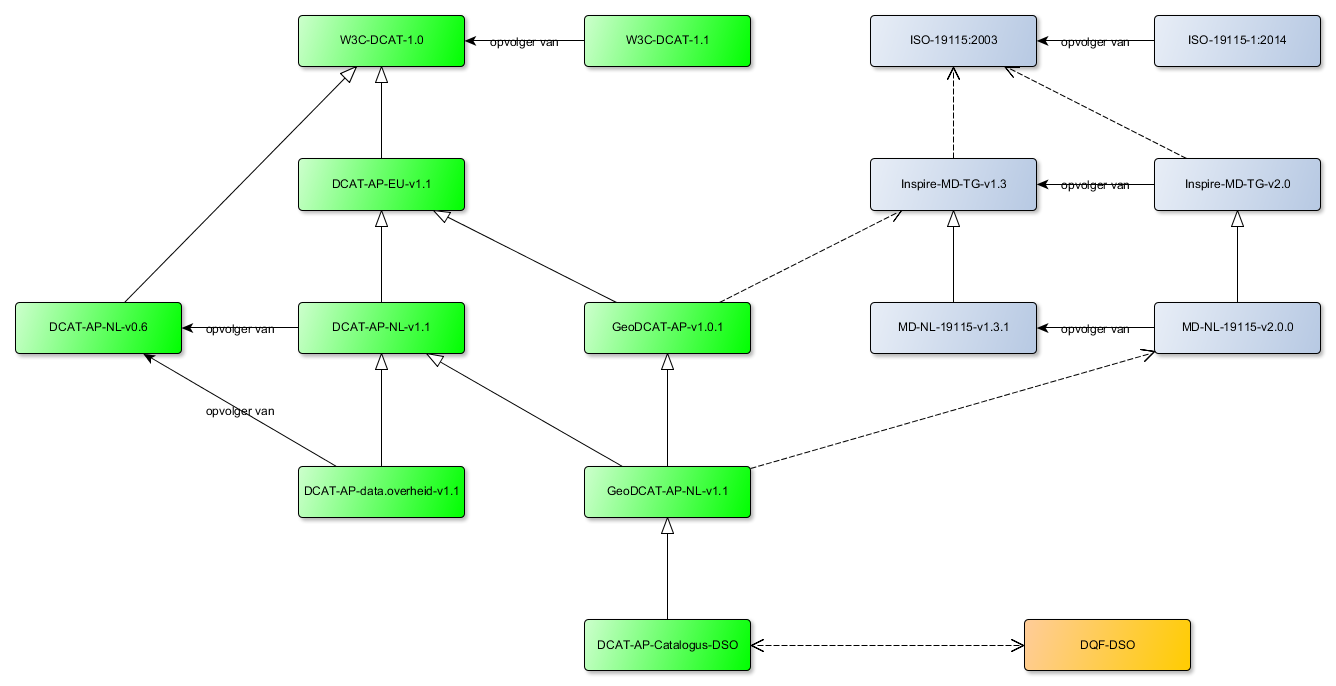 W3C-DCAT-1.0
opvolger van
W3C-DCAT-1.1
ISO-19115:2003
opvolger van
ISO-19115-1:2014
DCAT-AP-EU-v1.1
Inspire-MD-TG-v1.3
opvolger van
Inspire-MD-TG-v2.0
DCAT-AP-NL-v0.6
opvolger van
DCAT-AP-NL-v1.1
GeoDCAT-AP-v1.0.1
MD-NL-19115-v1.3.1
opvolger van
MD-NL-19115-v2.0.0
opvolger van
DCAT-AP-data.overheid-v1.1
GeoDCAT-AP-NL-v1.1
DCAT-AP-Catalogus-DSO
DQF-DSO